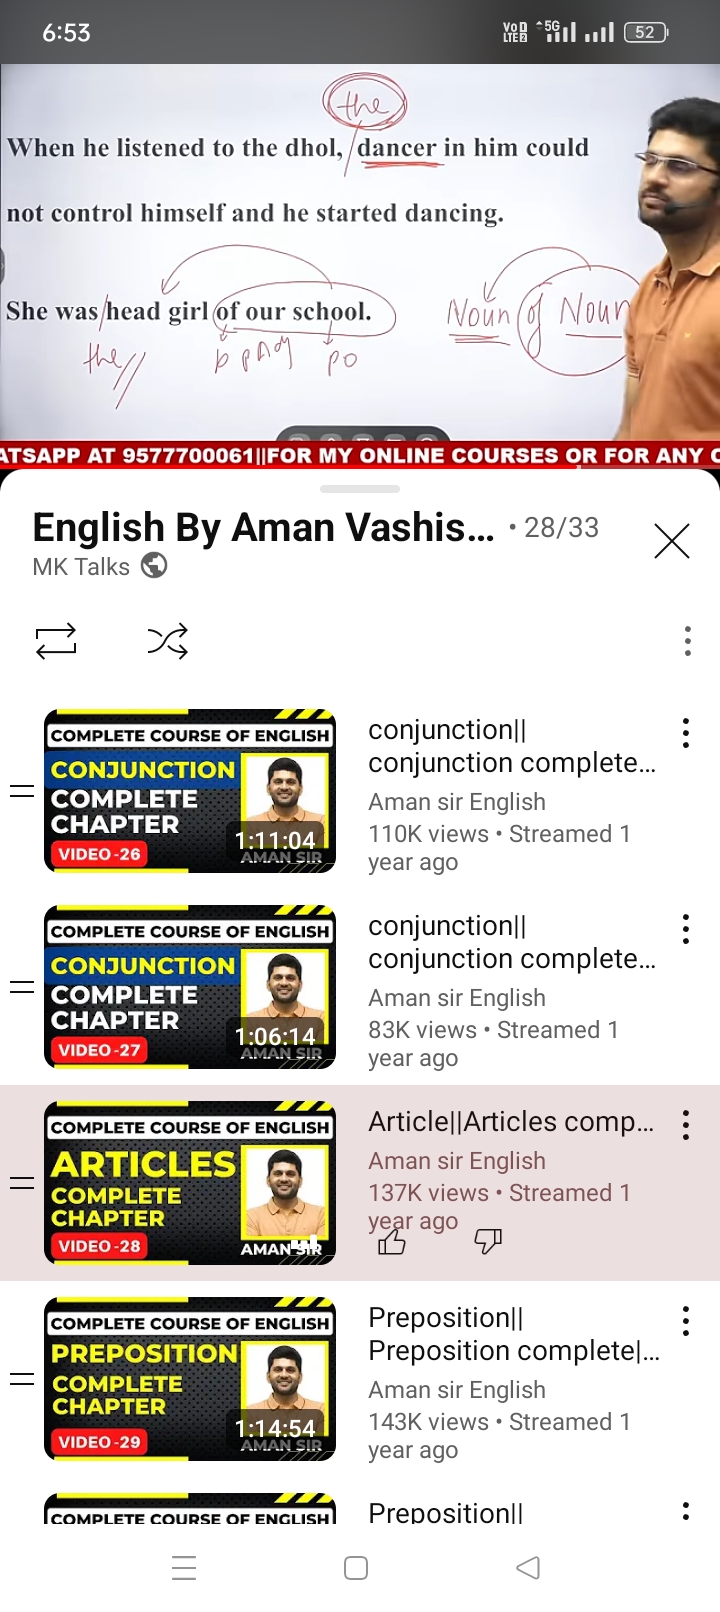 6:53
VoD LTE2 5G 52
the
When he listened to the dhol, dancer in him could
not control himself and he started dancing.
She was head girl of our school.
Noun of Noun
the
PO
ATSAPP AT 9577700061||FOR MY ONLINE COURSES OR FOR ANY
English By Aman Vashis... • 28/33
MK Talks
COMPLETE COURSE OF ENGLISH
CONJUNCTION
COMPLETE
CHAPTER
VIDEO -26
1:11:04
AMAN SIR
conjunction||
conjunction complete...
Aman sir English
110K views • Streamed 1
year ago
COMPLETE COURSE OF ENGLISH
CONJUNCTION
COMPLETE
CHAPTER
VIDEO -27
1:06:14
AMAN SIR
conjunction||
conjunction complete...
Aman sir English
83K views • Streamed 1
year ago
COMPLETE COURSE OF ENGLISH
ARTICLES
COMPLETE
CHAPTER
VIDEO -28
AMAN SIR
Article||Articles comp...
Aman sir English
137K views • Streamed 1
year ago
COMPLETE COURSE OF ENGLISH
PREPOSITION
COMPLETE
CHAPTER
VIDEO -29
1:14:54
AMAN SIR
Preposition||
Preposition complete|...
Aman sir English
143K views • Streamed 1
year ago
COMPLETE COURSE OF ENGLISH
Preposition||